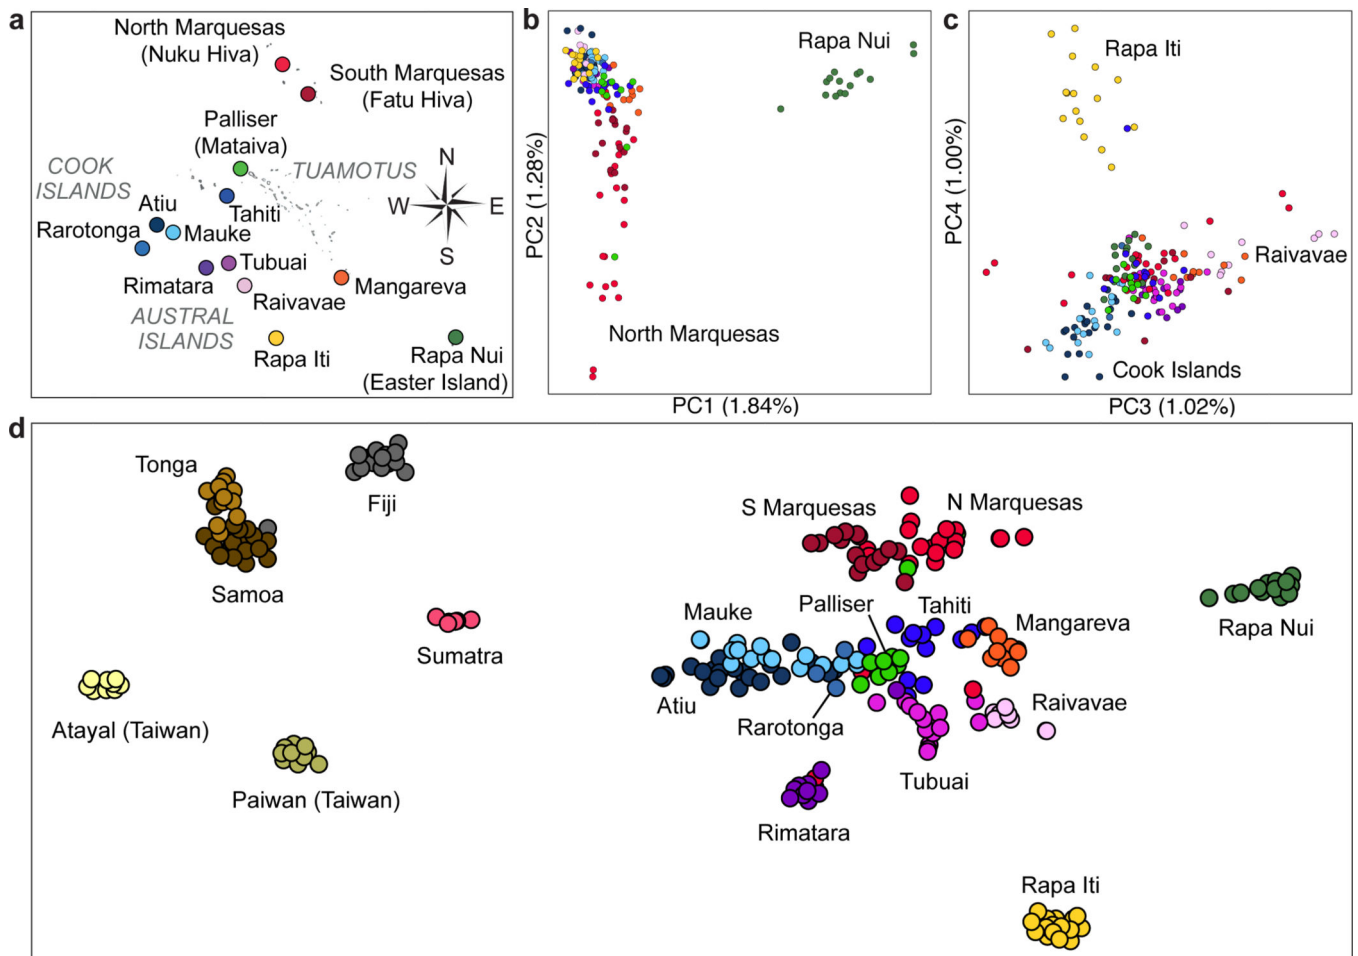 a
North Marquesas
(Nuku Hiva)
South Marquesas
(Fatu Hiva)
Palliser
(Mataiva)
COOK
ISLANDS
TUAMOTUS
N
W
E
S
Atiu
Tahiti
Rarotonga
Mauke
Tubuai
Rimatara
Raivavae
Mangareva
AUSTRAL
ISLANDS
Rapa Iti
Rapa Nui
(Easter Island)
b
Rapa Nui
PC2 (1.28%)
North Marquesas
PC1 (1.84%)
c
Rapa Iti
PC4 (1.00%)
Raivavae
Cook Islands
PC3 (1.02%)
d
Tonga
Fiji
Samoa
Sumatra
Atayal (Taiwan)
Paiwan (Taiwan)
S Marquesas
N Marquesas
Mauke
Palliser
Tahiti
Mangareva
Rapa Nui
Atiu
Rarotonga
Raivavae
Tubuai
Rimatara
Rapa Iti